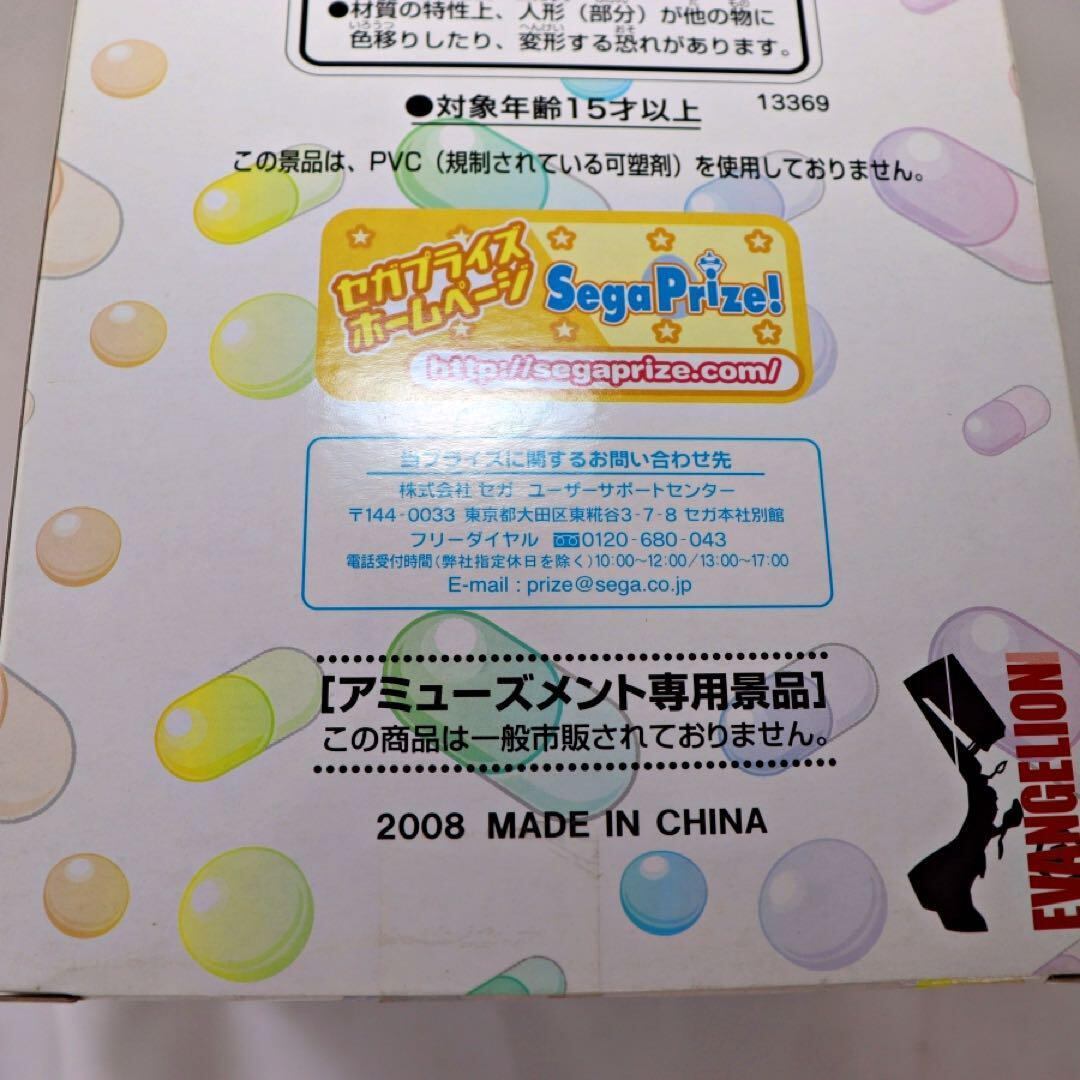 ●材質の特性上、人形（部分）が他の物に
色移りしたり、変形する恐れがあります。
●対象年齢15才以上
13369
この景品は、PVC（規制されている可塑剤）を使用しておりません。
セガプライズ
ホームページ
SegaPrize!
http://segaprize.com/
当プライズに関するお問い合わせ先
株式会社 セガ ユーザーサポートセンター
〒144-0033 東京都大田区東糀谷3-7-8 セガ本社別館
フリーダイヤル 0120-680-043
電話受付時間(弊社指定休日を除く)10:00～12:00/13:00～17:00
E-mail : prize@sega.co.jp
[アミューズメント専用景品]
この商品は一般市販されておりません。
2008 MADE IN CHINA
EVANGELION